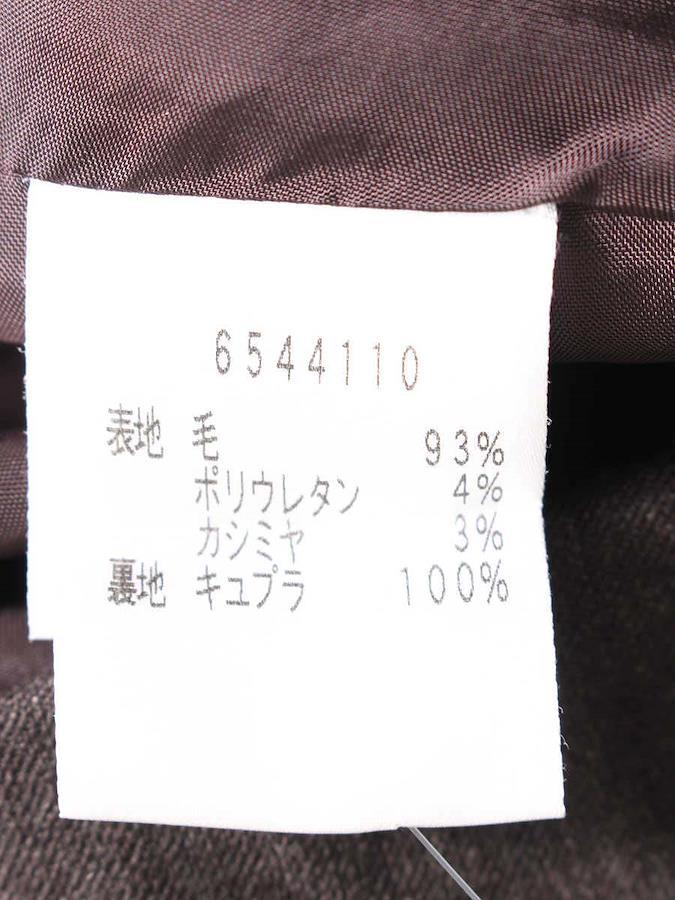 6544110
表地 毛 93%
ポリウレタン 4%
カシミヤ 3%
裏地 キュプラ 100%